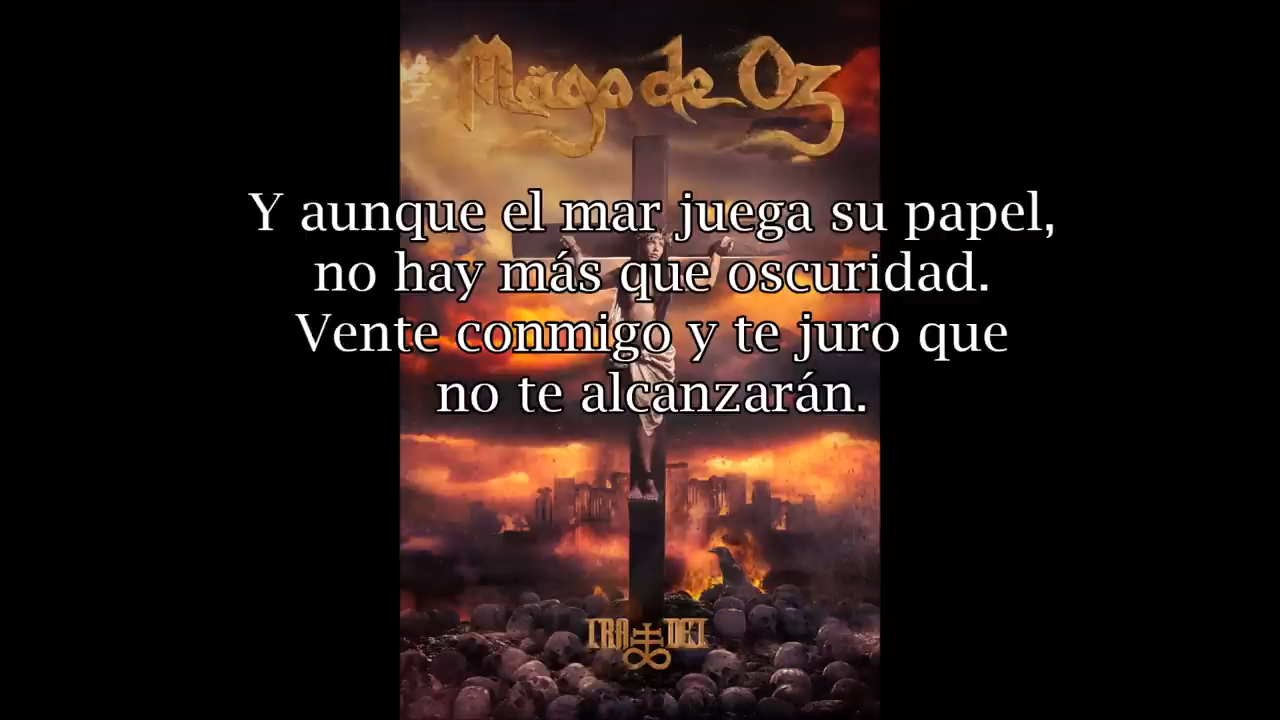 Mägo de Oz
Y aunque el mar juega su papel,
no hay más que oscuridad.
Vente conmigo y te juro que
no te alcanzarán.
IRA DEI